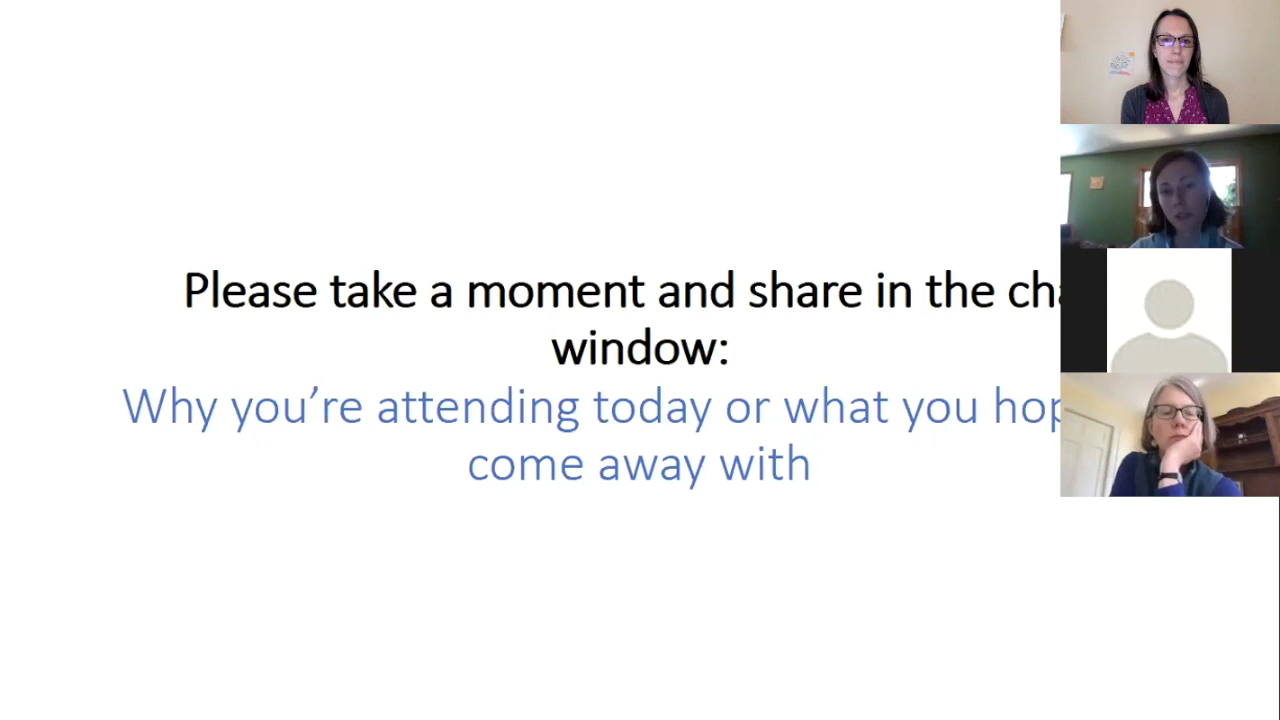 Please take a moment and share in the cha
window:
Why you're attending today or what you hop
come away with